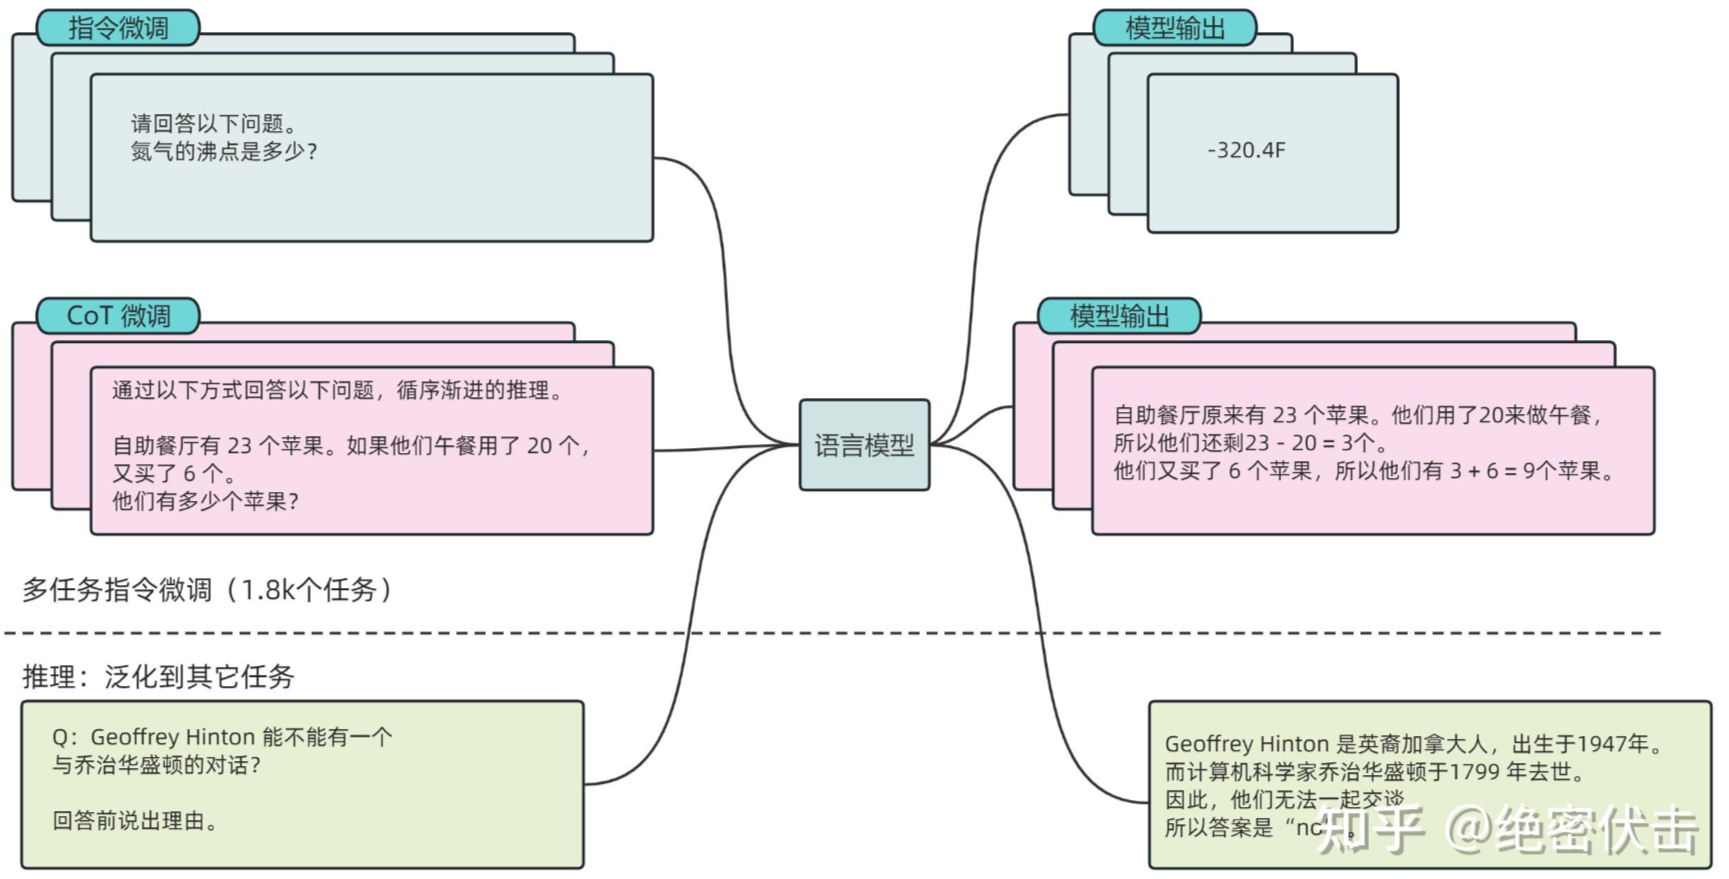 指令微调
请回答以下问题。
氮气的沸点是多少？
模型输出
-320.4F
CoT 微调
通过以下方式回答以下问题，循序渐进的推理。
自助餐厅有 23 个苹果。如果他们午餐用了 20 个，
又买了 6 个。
他们有多少个苹果？
语言模型
模型输出
自助餐厅原来有 23 个苹果。他们用了20来做午餐，
所以他们还剩23 - 20 = 3个。
他们又买了 6 个苹果，所以他们有 3 + 6 = 9个苹果。
多任务指令微调（1.8k个任务）
推理：泛化到其它任务
Q：Geoffrey Hinton 能不能有一个
与乔治华盛顿的对话？
回答前说出理由。
Geoffrey Hinton 是英裔加拿大人，出生于1947年。
而计算机科学家乔治华盛顿于1799 年去世。
因此，他们无法一起交谈
所以答案是“no”。
知乎 @绝密伏击